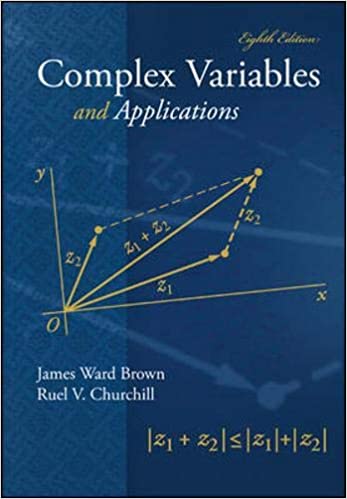 Eighth Edition
Complex Variables
and Applications
y
z₂
z₁ + z₂
z₂
z₁
x
O
James Ward Brown
Ruel V. Churchill
|z₁ + z₂| ≤ |z₁|+|z₂|